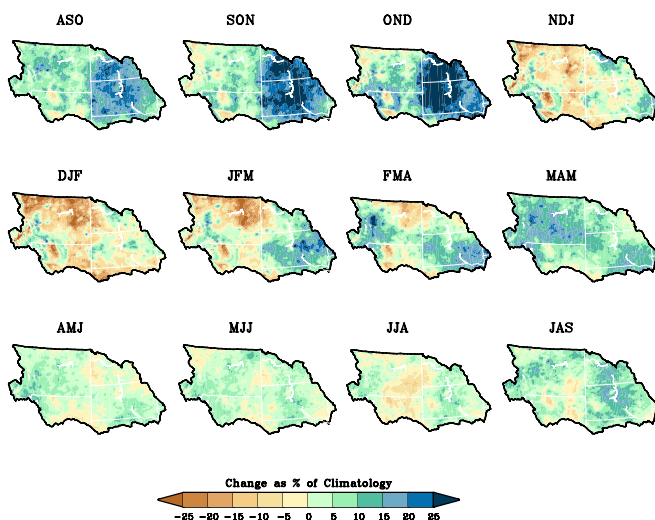 ASO SON OND NDJ
DJF JFM FMA MAM
AMJ MJJ JJA JAS
Change as % of Climatology
-25 -20 -15 -10 -5 0 5 10 15 20 25